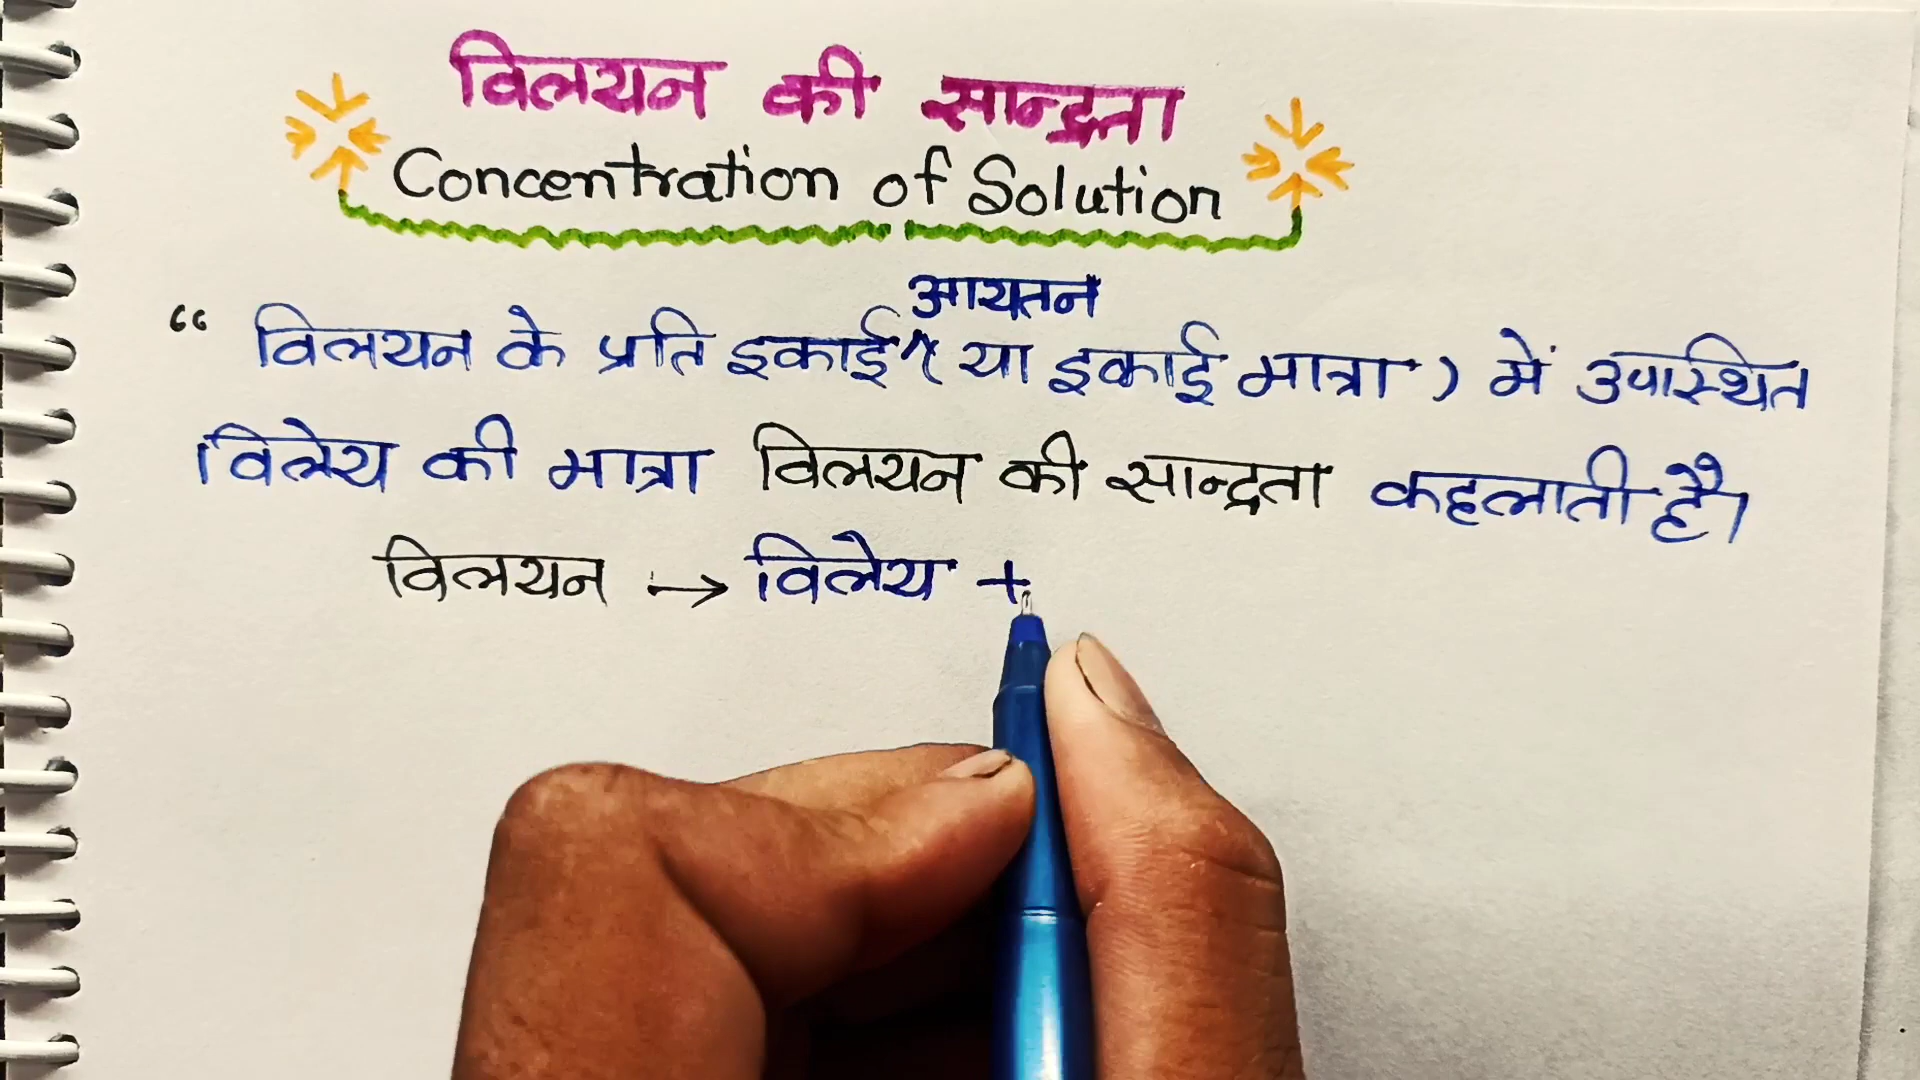 विलयन की सान्द्रता
Concentration of Solution
आयतन
“ विलयन के प्रति इकाई ^ ( या इकाई मात्रा ) में उपस्थित
विलेय की मात्रा विलयन की सान्द्रता कहलाती है।
विलयन → विलेय +